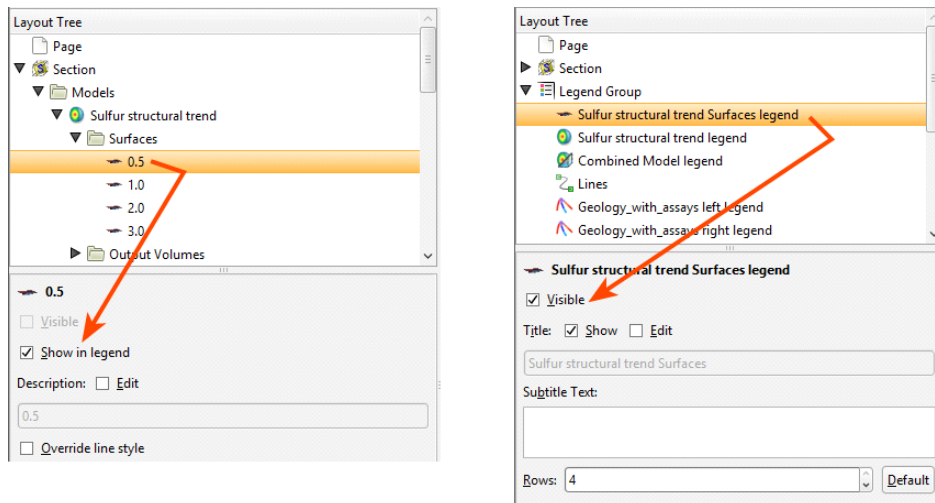 Layout Tree
Page
Section
Models
Sulfur structural trend
Surfaces
0.5
1.0
2.0
3.0
Output Volumes
0.5
Visible
Show in legend
Description: Edit
0.5
Override line style
Layout Tree
Page
Section
Legend Group
Sulfur structural trend Surfaces legend
Sulfur structural trend legend
Combined Model legend
Lines
Geology_with_assays left legend
Geology_with_assays right legend
Sulfur structural trend Surfaces legend
Visible
Title: Show Edit
Sulfur structural trend Surfaces
Subtitle Text:
Rows: 4 Default